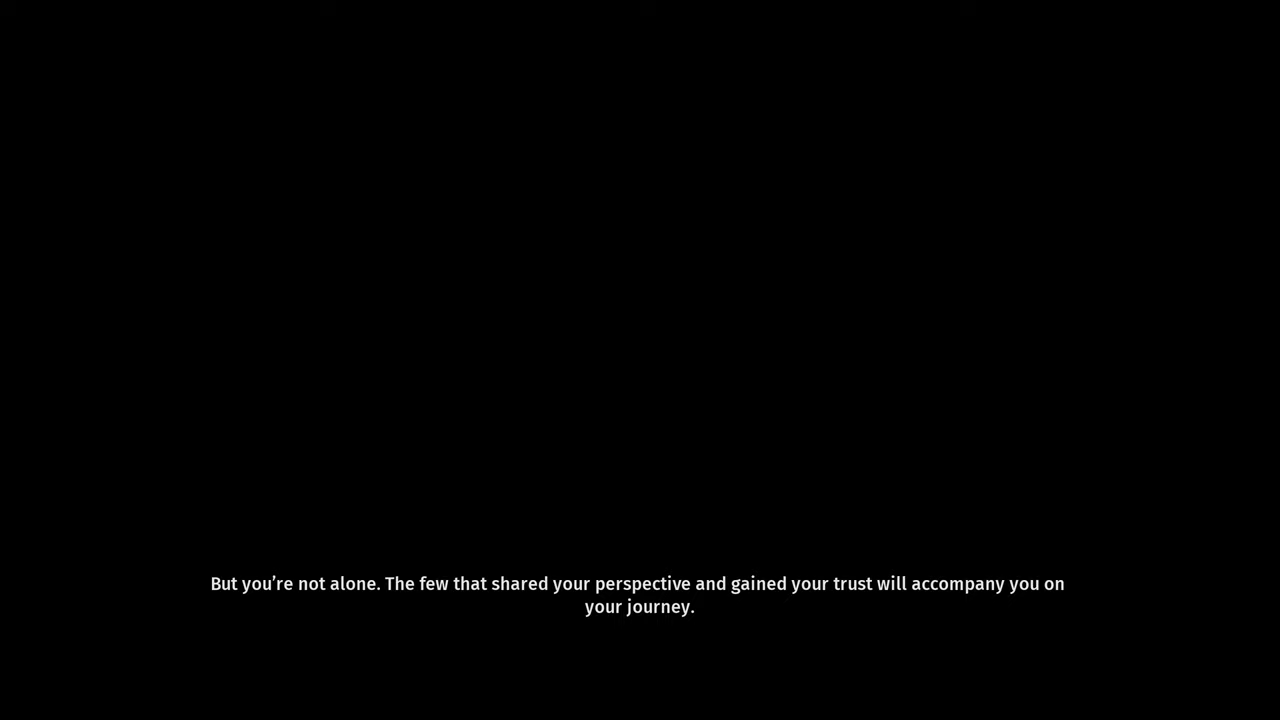 But you’re not alone. The few that shared your perspective and gained your trust will accompany you on
your journey.